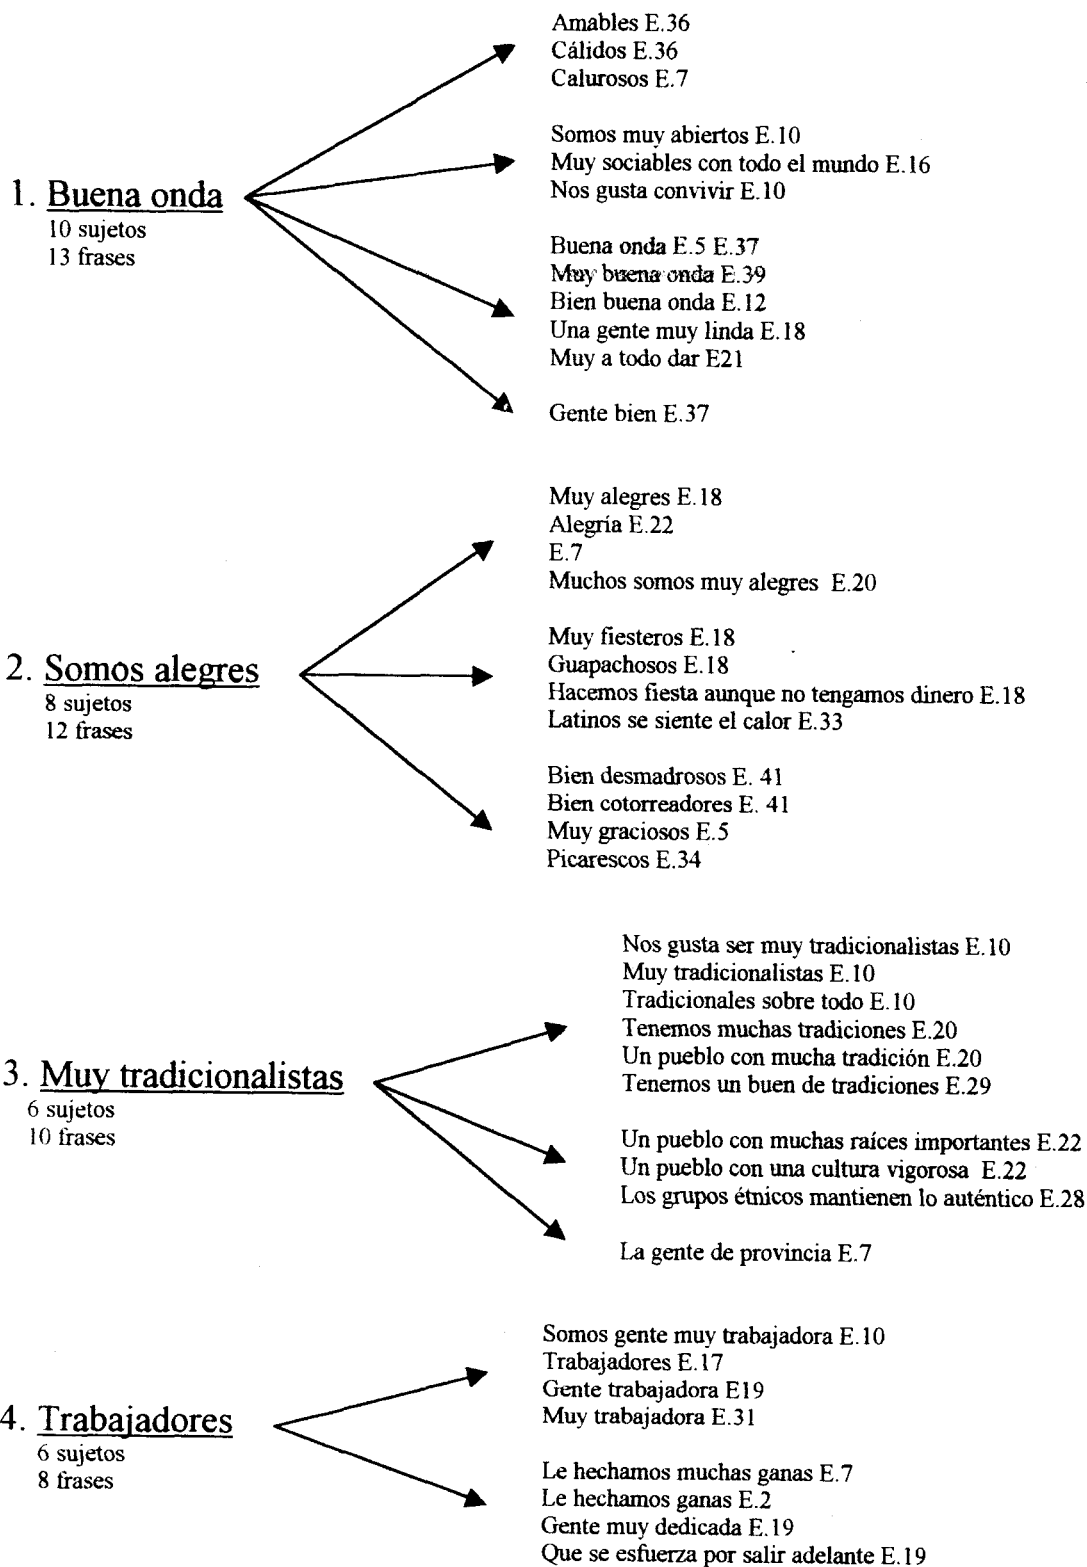 1. Buena onda
10 sujetos
13 frases
Amables E.36
Cálidos E.36
Calurosos E.7
Somos muy abiertos E.10
Muy sociables con todo el mundo E.16
Nos gusta convivir E.10
Buena onda E.5 E.37
Muy buena onda E.39
Bien buena onda E.12
Una gente muy linda E.18
Muy a todo dar E21
Gente bien E.37
2. Somos alegres
8 sujetos
12 frases
Muy alegres E.18
Alegría E.22
E.7
Muchos somos muy alegres E.20
Muy fiesteros E.18
Guapachosos E.18
Hacemos fiesta aunque no tengamos dinero E.18
Latinos se siente el calor E.33
Bien desmadrosos E. 41
Bien cotorreadores E. 41
Muy graciosos E.5
Picarescos E.34
3. Muy tradicionalistas
6 sujetos
10 frases
Nos gusta ser muy tradicionalistas E.10
Muy tradicionalistas E.10
Tradicionales sobre todo E.10
Tenemos muchas tradiciones E.20
Un pueblo con mucha tradición E.20
Tenemos un buen de tradiciones E.29
Un pueblo con muchas raíces importantes E.22
Un pueblo con una cultura vigorosa E.22
Los grupos étnicos mantienen lo auténtico E.28
La gente de provincia E.7
4. Trabajadores
6 sujetos
8 frases
Somos gente muy trabajadora E.10
Trabajadores E.17
Gente trabajadora E19
Muy trabajadora E.31
Le hechamos muchas ganas E.7
Le hechamos ganas E.2
Gente muy dedicada E.19
Que se esfuerza por salir adelante E.19